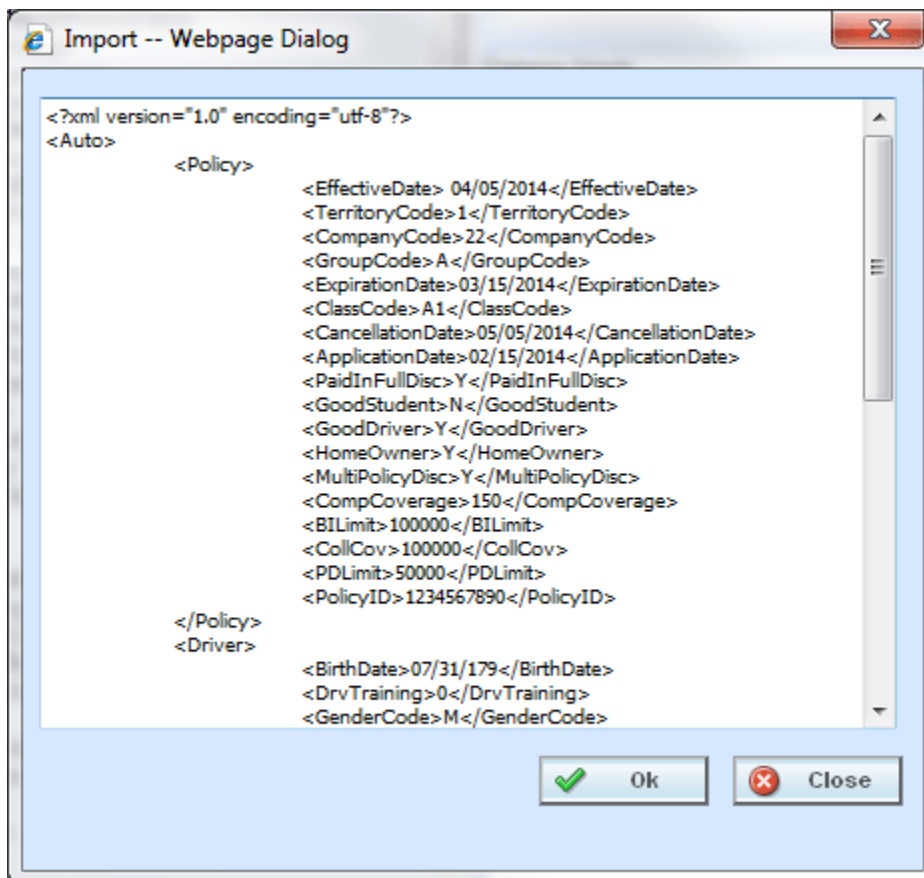 Import -- Webpage Dialog
<?xml version="1.0" encoding="utf-8"?>
<Auto>
<Policy>
<EffectiveDate> 04/05/2014</EffectiveDate>
<TerritoryCode>1</TerritoryCode>
<CompanyCode>22</CompanyCode>
<GroupCode>A</GroupCode>
<ExpirationDate>03/15/2014</ExpirationDate>
<ClassCode>A1</ClassCode>
<CancellationDate>05/05/2014</CancellationDate>
<ApplicationDate>02/15/2014</ApplicationDate>
<PaidInFullDisc>Y</PaidInFullDisc>
<GoodStudent>N</GoodStudent>
<GoodDriver>Y</GoodDriver>
<HomeOwner>Y</HomeOwner>
<MultiPolicyDisc>Y</MultiPolicyDisc>
<CompCoverage>150</CompCoverage>
<BILimit>100000</BILimit>
<CollCov>100000</CollCov>
<PDLimit>50000</PDLimit>
<PolicyID>1234567890</PolicyID>
</Policy>
<Driver>
<BirthDate>07/31/179</BirthDate>
<DrvTraining>0</DrvTraining>
<GenderCode>M</GenderCode>
Ok Close